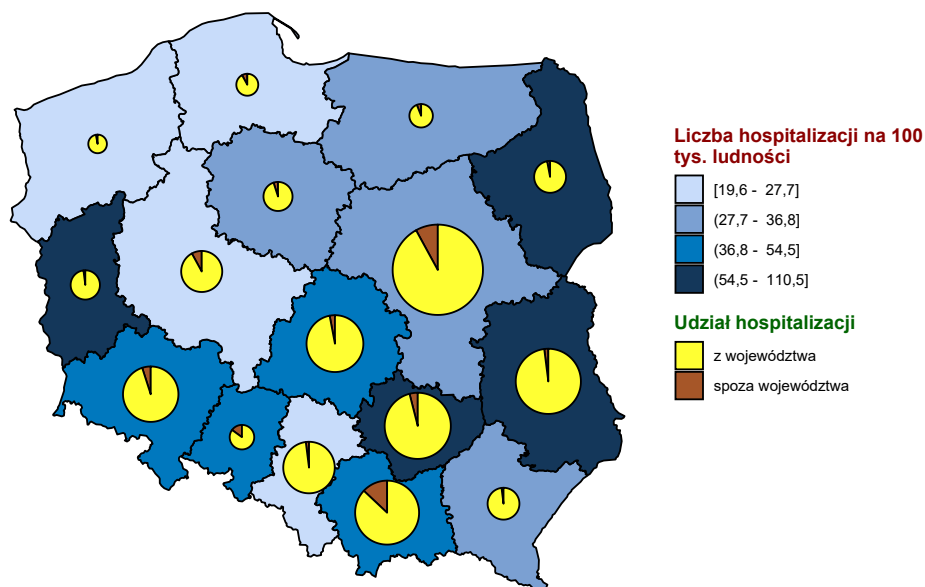 Liczba hospitalizacji na 100
tys. ludności
[19,6 - 27,7]
(27,7 - 36,8]
(36,8 - 54,5]
(54,5 - 110,5]
Udział hospitalizacji
z województwa
spoza województwa